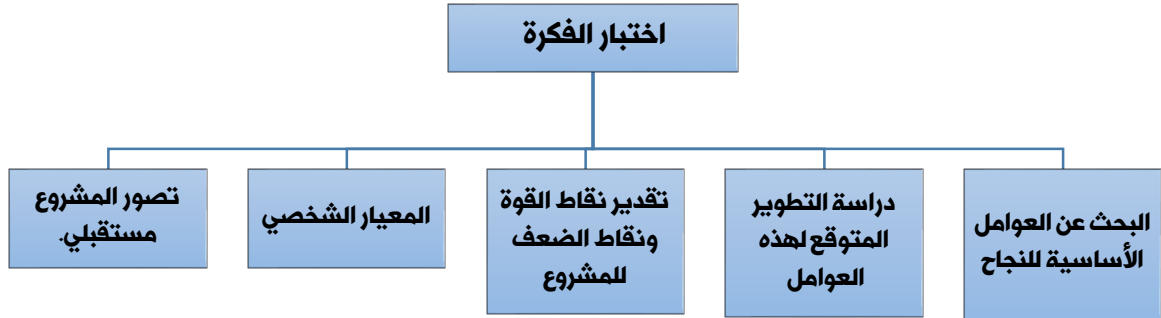 اختبار الفكرة
البحث عن العوامل
الأساسية للنجاح
دراسة التطوير
المتوقع لهذه
العوامل
تقدير نقاط القوة
ونقاط الضعف
للمشروع
المعيار الشخصي
تصور المشروع
مستقبلي.